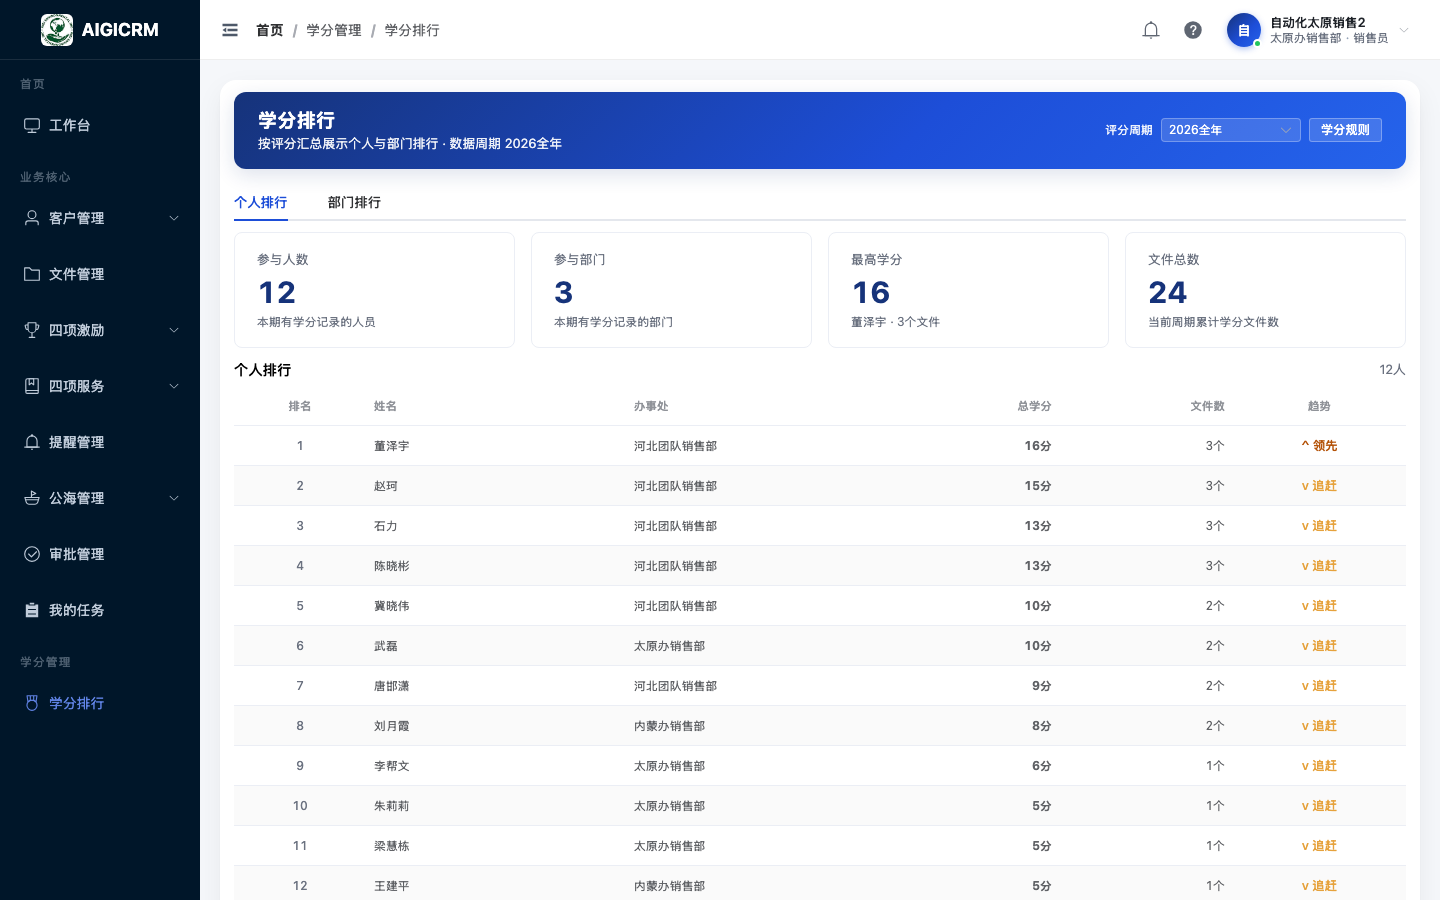 AIGICRM
首页 / 学分管理 / 学分排行
自
自动化太原销售2
太原办销售部 · 销售员
首页
工作台
业务核心
客户管理
文件管理
四项激励
四项服务
提醒管理
公海管理
审批管理
我的任务
学分管理
学分排行
学分排行
按评分汇总展示个人与部门排行 · 数据周期 2026全年
评分周期 2026全年 学分规则
个人排行 部门排行
参与人数
12
本期有学分记录的人员
参与部门
3
本期有学分记录的部门
最高学分
16
董泽宇 · 3个文件
文件总数
24
当前周期累计学分文件数
个人排行 12人
排名 姓名 办事处 总学分 文件数 趋势
1 董泽宇 河北团队销售部 16分 3个 ^ 领先
2 赵珂 河北团队销售部 15分 3个 v 追赶
3 石力 河北团队销售部 13分 3个 v 追赶
4 陈晓彬 河北团队销售部 13分 3个 v 追赶
5 冀晓伟 河北团队销售部 10分 2个 v 追赶
6 武磊 太原办销售部 10分 2个 v 追赶
7 唐邯潇 河北团队销售部 9分 2个 v 追赶
8 刘月霞 内蒙办销售部 8分 2个 v 追赶
9 李帮文 太原办销售部 6分 1个 v 追赶
10 朱莉莉 太原办销售部 5分 1个 v 追赶
11 梁慧栋 太原办销售部 5分 1个 v 追赶
12 王建平 内蒙办销售部 5分 1个 v 追赶